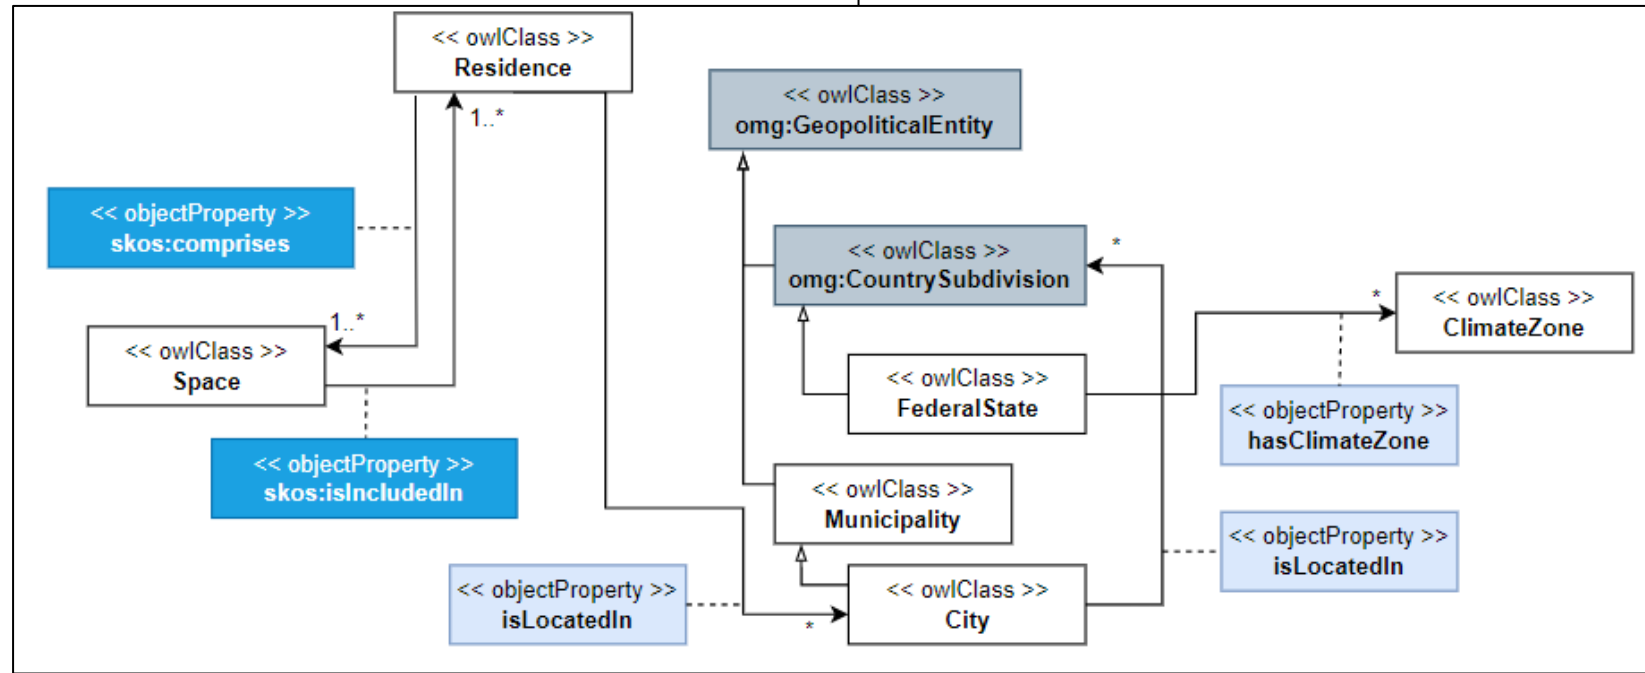 << owlClass >>
Residence
<< owlClass >>
omg:GeopoliticalEntity
1..*
<< objectProperty >>
skos:comprises
<< owlClass >>
omg:CountrySubdivision
*
<< owlClass >>
ClimateZone
*
1..*
<< owlClass >>
Space
<< owlClass >>
FederalState
<< objectProperty >>
hasClimateZone
<< objectProperty >>
skos:isIncludedIn
<< owlClass >>
Municipality
<< objectProperty >>
isLocatedIn
<< objectProperty >>
isLocatedIn
*
<< owlClass >>
City